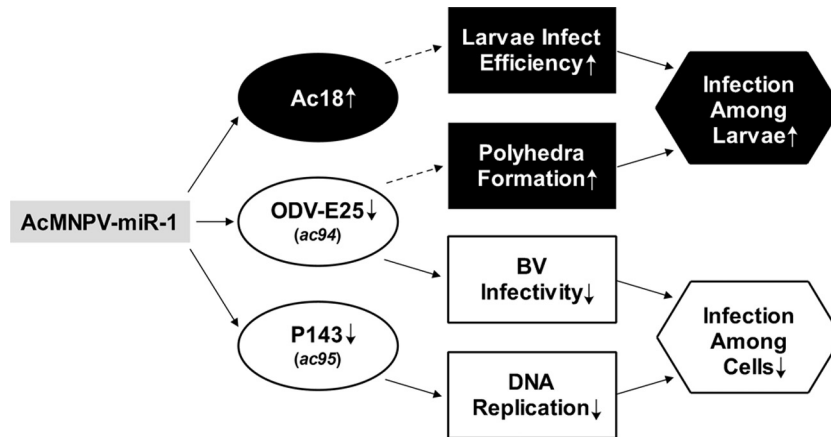 AcMNPV-miR-1
Ac18↑
ODV-E25↓
(ac94)
P143↓
(ac95)
Larvae Infect
Efficiency↑
Polyhedra
Formation↑
BV
Infectivity↓
DNA
Replication↓
Infection
Among
Larvae↑
Infection
Among
Cells↓